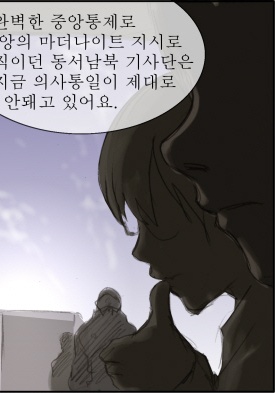 완벽한 중앙통제로
앙의 마더나이트 지시로
직이던 동서남북 기사단은
지금 의사통일이 제대로
안돼고 있어요.